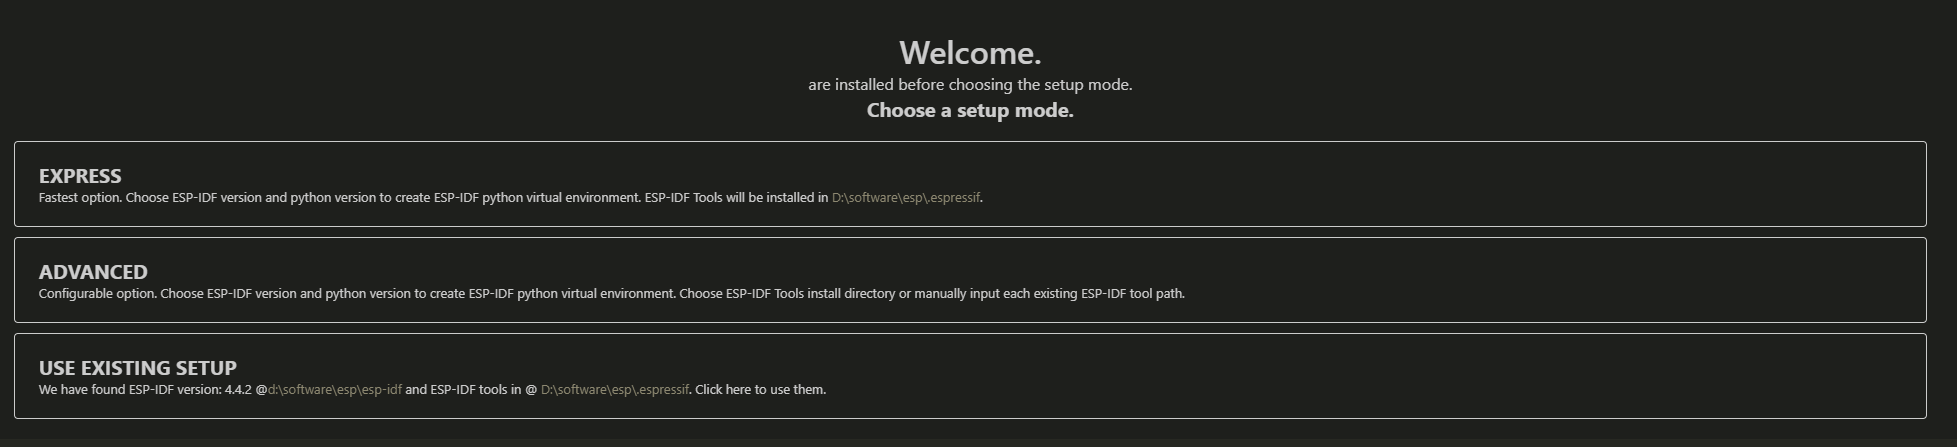 Welcome.
are installed before choosing the setup mode.
Choose a setup mode.
EXPRESS
Fastest option. Choose ESP-IDF version and python version to create ESP-IDF python virtual environment. ESP-IDF Tools will be installed in D:\software\esp\.espressif.
ADVANCED
Configurable option. Choose ESP-IDF version and python version to create ESP-IDF python virtual environment. Choose ESP-IDF Tools install directory or manually input each existing ESP-IDF tool path.
USE EXISTING SETUP
We have found ESP-IDF version: 4.4.2 @d:\software\esp\esp-idf and ESP-IDF tools in @ D:\software\esp\.espressif. Click here to use them.